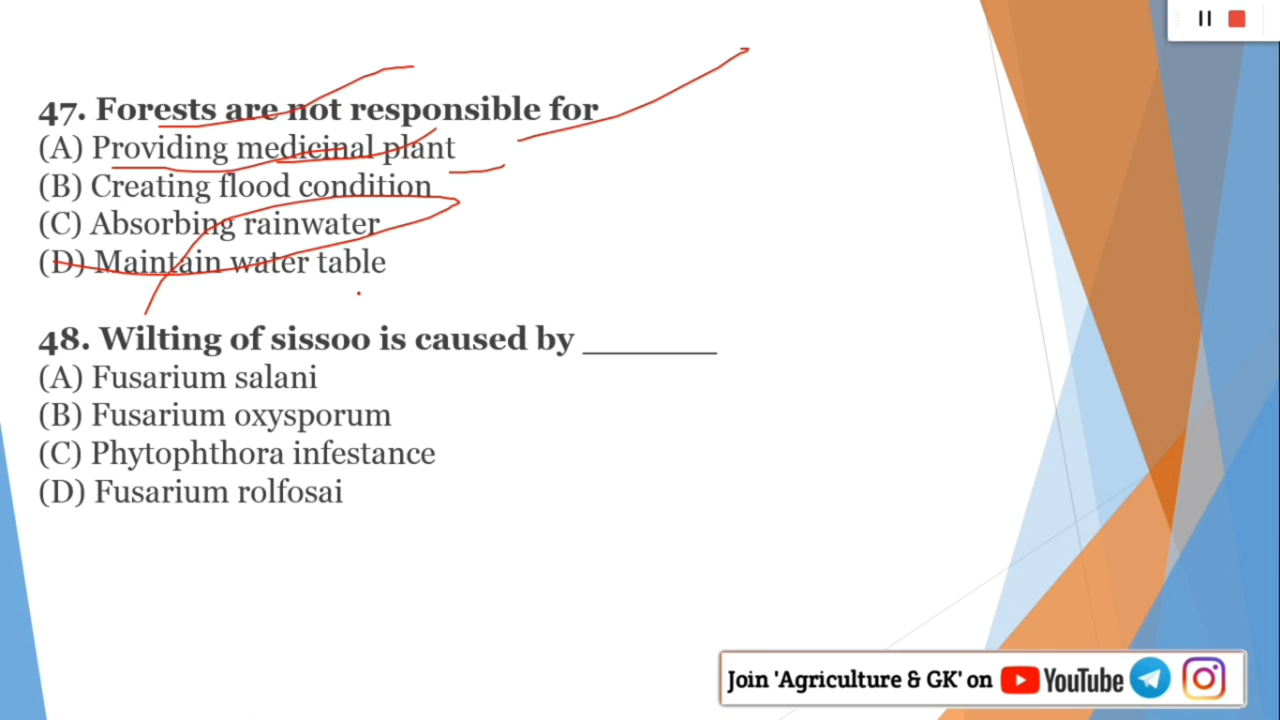 47. Forests are not responsible for
(A) Providing medicinal plant
(B) Creating flood condition
(C) Absorbing rainwater
(D) Maintain water table
48. Wilting of sissoo is caused by ________
(A) Fusarium salani
(B) Fusarium oxysporum
(C) Phytophthora infestance
(D) Fusarium rolfosai
Join 'Agriculture & GK' on YouTube